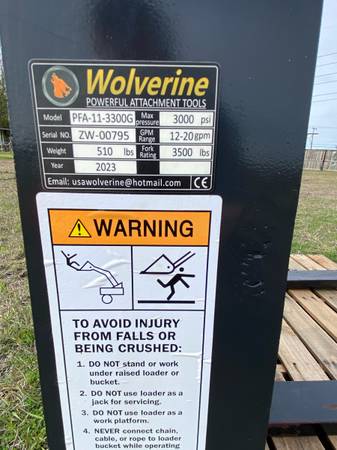 Wolverine
POWERFUL ATTACHMENT TOOLS
Model PFA-11-3300G Max pressure 3000 psi
Serial NO. ZW-00795 GPM Range 12-20gpm
Weight 510 lbs Fork Rating 3500 lbs
Year 2023
Email: usawolverine@hotmail.com CE
WARNING
TO AVOID INJURY
FROM FALLS OR
BEING CRUSHED:
1. DO NOT stand or work
under raised loader or
bucket.
2. DO NOT use loader as a
jack for servicing.
3. DO NOT use loader as a
work platform.
4. NEVER connect chain,
cable, or rope to loader
bucket while operating